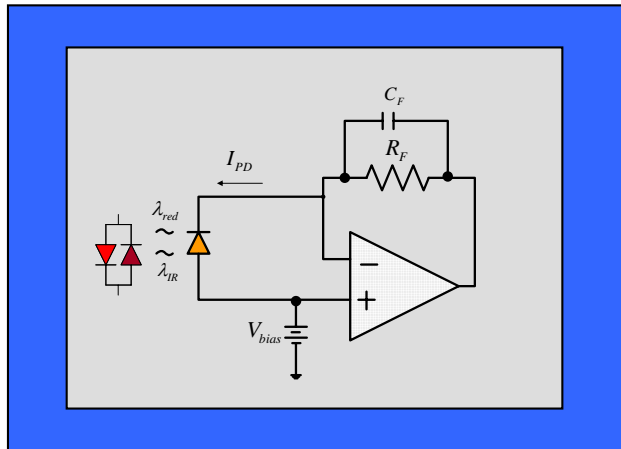 C_F
R_F
I_PD
λ_red
λ_IR
−
+
V_bias